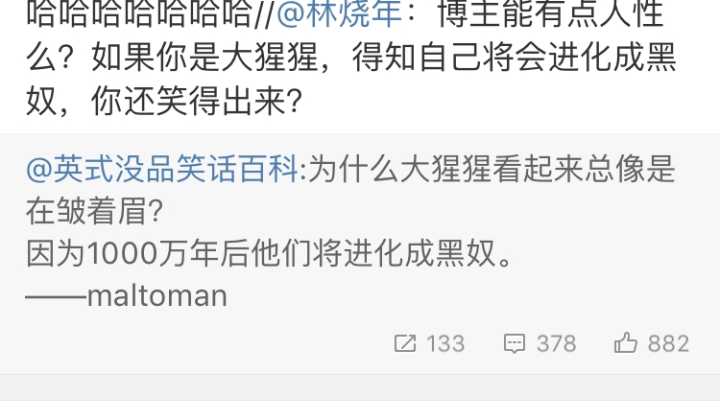 哈哈哈哈哈哈哈//@林烧年：博主能有点人性
么？如果你是大猩猩，得知自己将会进化成黑
奴，你还笑得出来？
@英式没品笑话百科:为什么大猩猩看起来总像是
在皱着眉？
因为1000万年后他们将进化成黑奴。
——maltoman
133 378 882